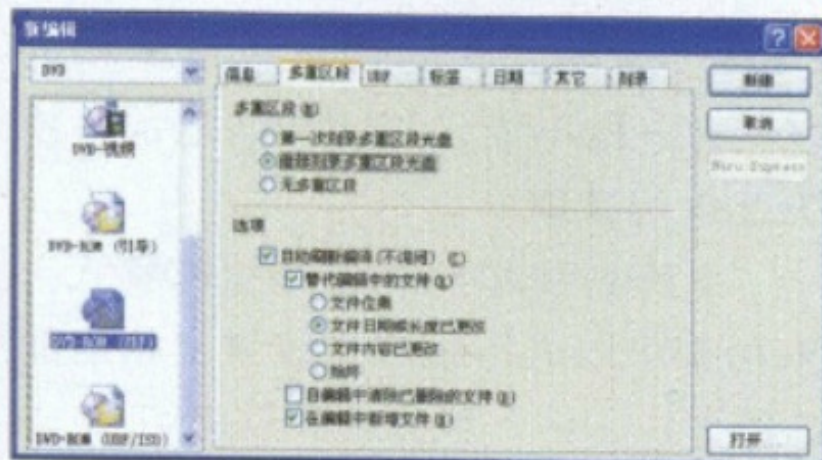 新编辑
DVD
DVD-视频
DVD-ROM (引导)
DVD-ROM (UDF)
DVD-ROM (UDF/ISO)
信息 多重区段 UDF 标签 日期 其它 刻录
多重区段(M)
第一次刻录多重区段光盘
继续刻录多重区段光盘
无多重区段
选项
自动刷新编译(不询问) (C)
替代编辑中的文件
文件位集
文件日期或长度已更改
文件内容已更改
始终
自编辑中清除已删除的文件
在编辑中新增文件
新建
取消
Nero Express
打开...